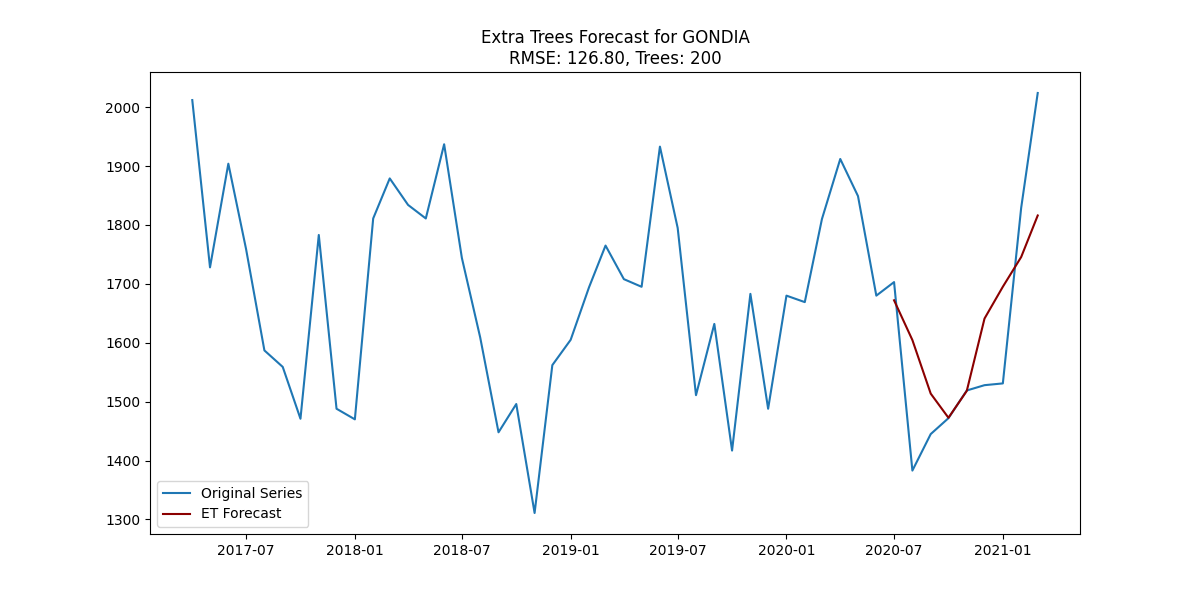 Extra Trees Forecast for GONDIA
RMSE: 126.80, Trees: 200
2000
1900
1800
1700
1600
1500
1400
1300
Original Series
ET Forecast
2017-07 2018-01 2018-07 2019-01 2019-07 2020-01 2020-07 2021-01